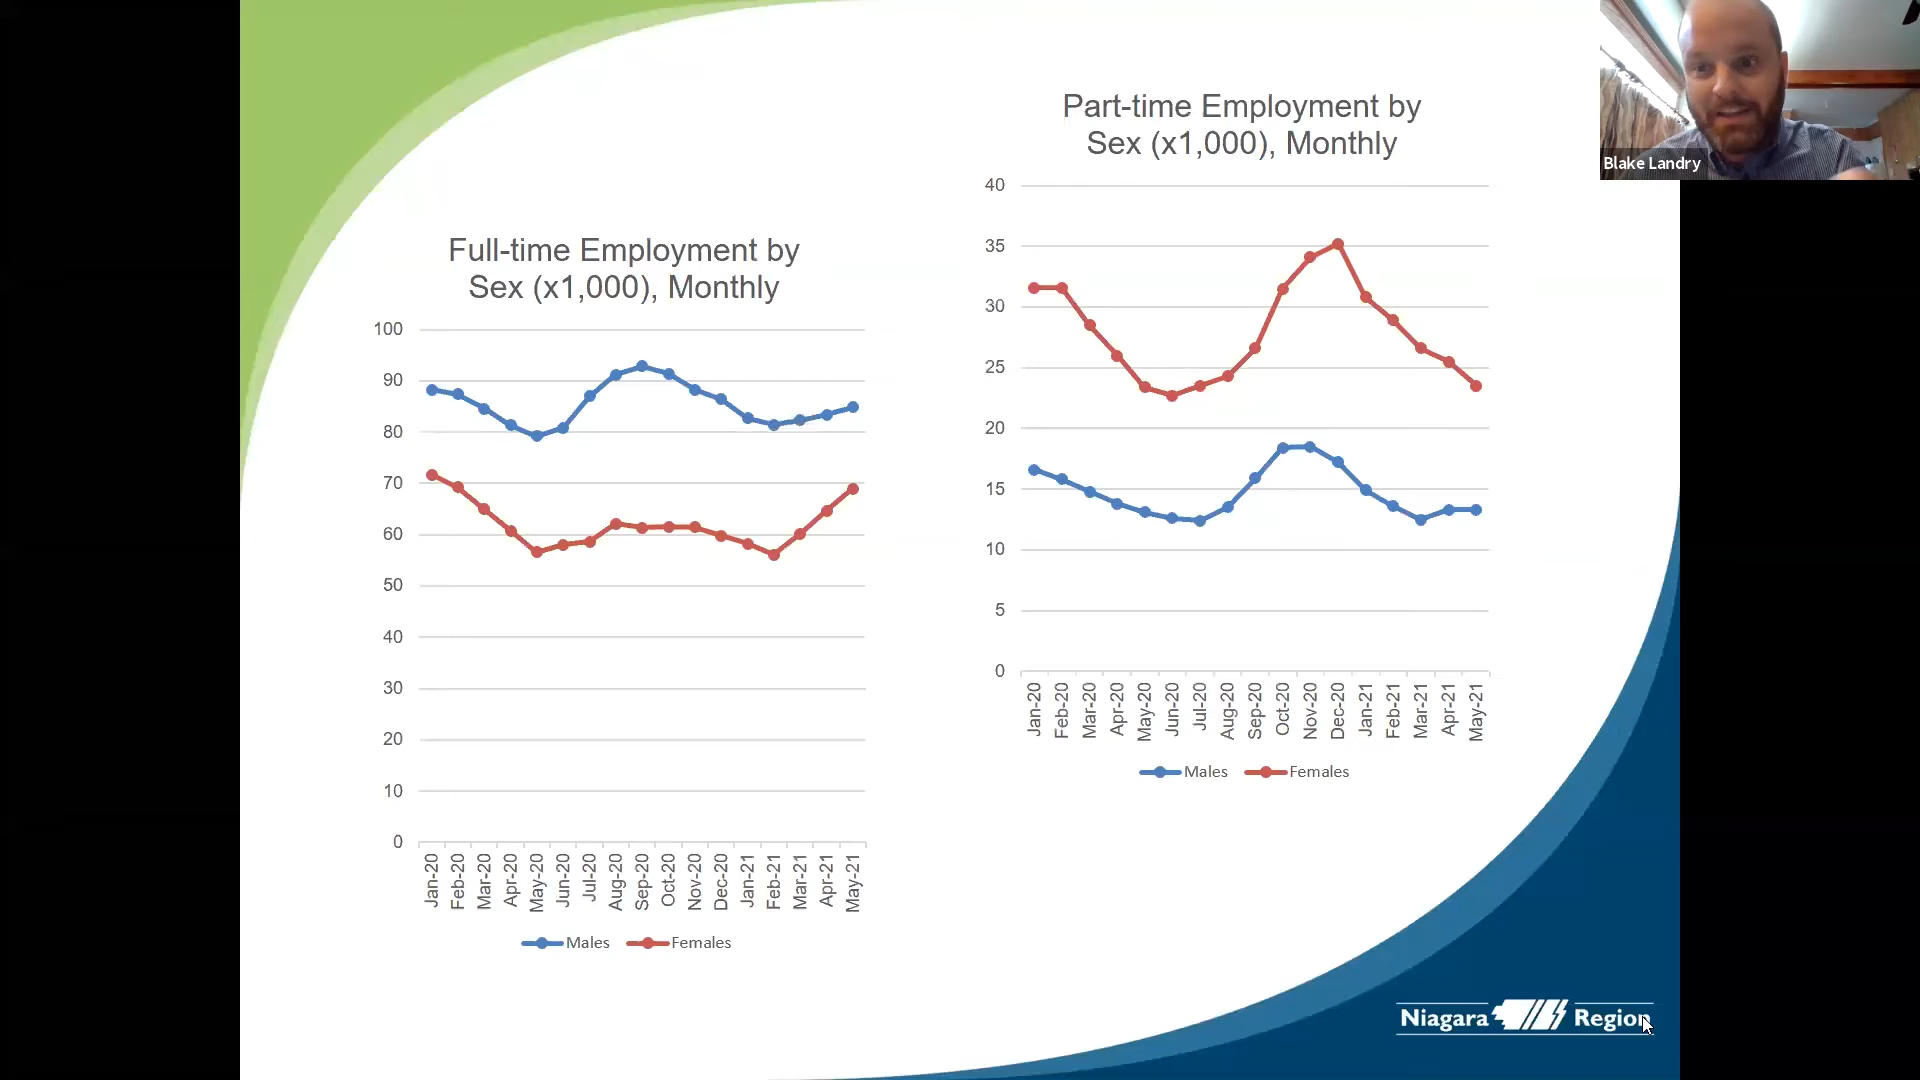 Full-time Employment by
Sex (x1,000), Monthly
100
90
80
70
60
50
40
30
20
10
0
Jan-20
Feb-20
Mar-20
Apr-20
May-20
Jun-20
Jul-20
Aug-20
Sep-20
Oct-20
Nov-20
Dec-20
Jan-21
Feb-21
Mar-21
Apr-21
May-21
Males Females
Part-time Employment by
Sex (x1,000), Monthly
40
35
30
25
20
15
10
5
0
Jan-20
Feb-20
Mar-20
Apr-20
May-20
Jun-20
Jul-20
Aug-20
Sep-20
Oct-20
Nov-20
Dec-20
Jan-21
Feb-21
Mar-21
Apr-21
May-21
Males Females
Blake Landry
Niagara Region